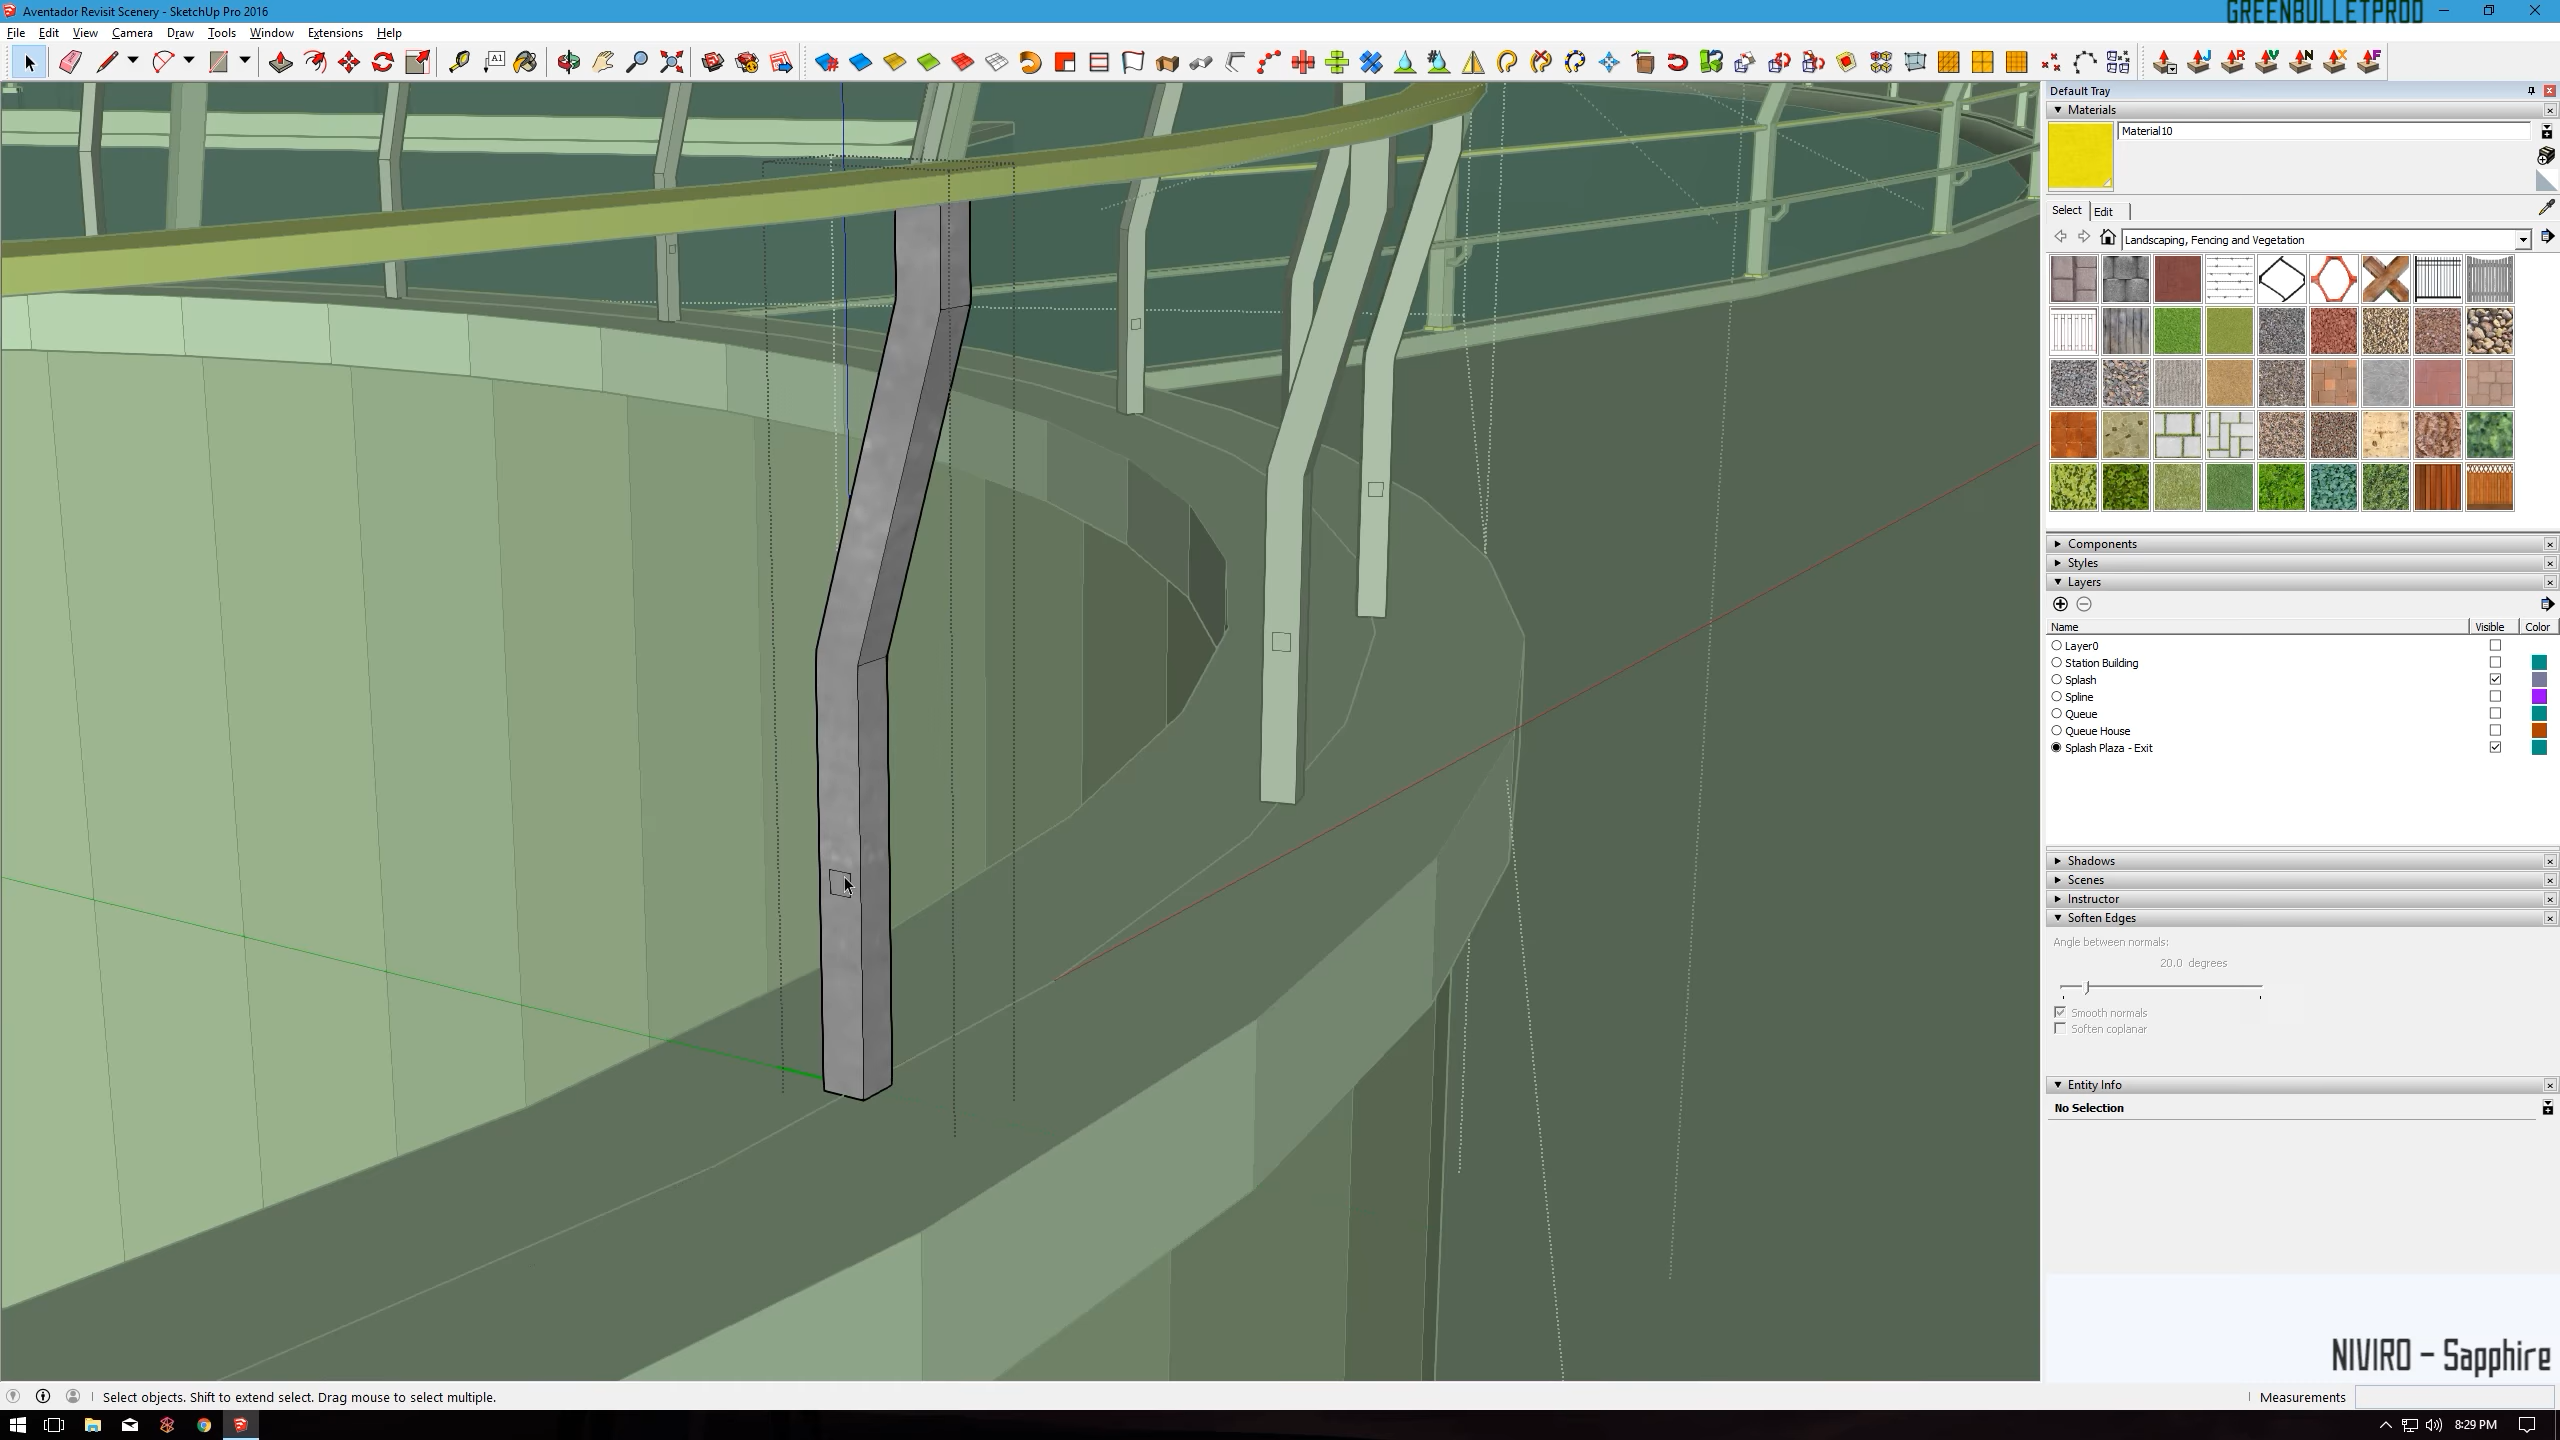 Aventador Revisit Scenery - SketchUp Pro 2016
GREENBULLETPROD
File Edit View Camera Draw Tools Window Extensions Help
A1
J R V N X F
Default Tray
Materials
Material10
Select Edit
Landscaping, Fencing and Vegetation
Components
Styles
Layers
Name Visible Color
Layer0
Station Building
Splash
Spline
Queue
Queue House
Splash Plaza - Exit
Shadows
Scenes
Instructor
Soften Edges
Angle between normals:
20.0 degrees
Smooth normals
Soften coplanar
Entity Info
No Selection
NIVIRO - Sapphire
Select objects. Shift to extend select. Drag mouse to select multiple.
Measurements
8:29 PM